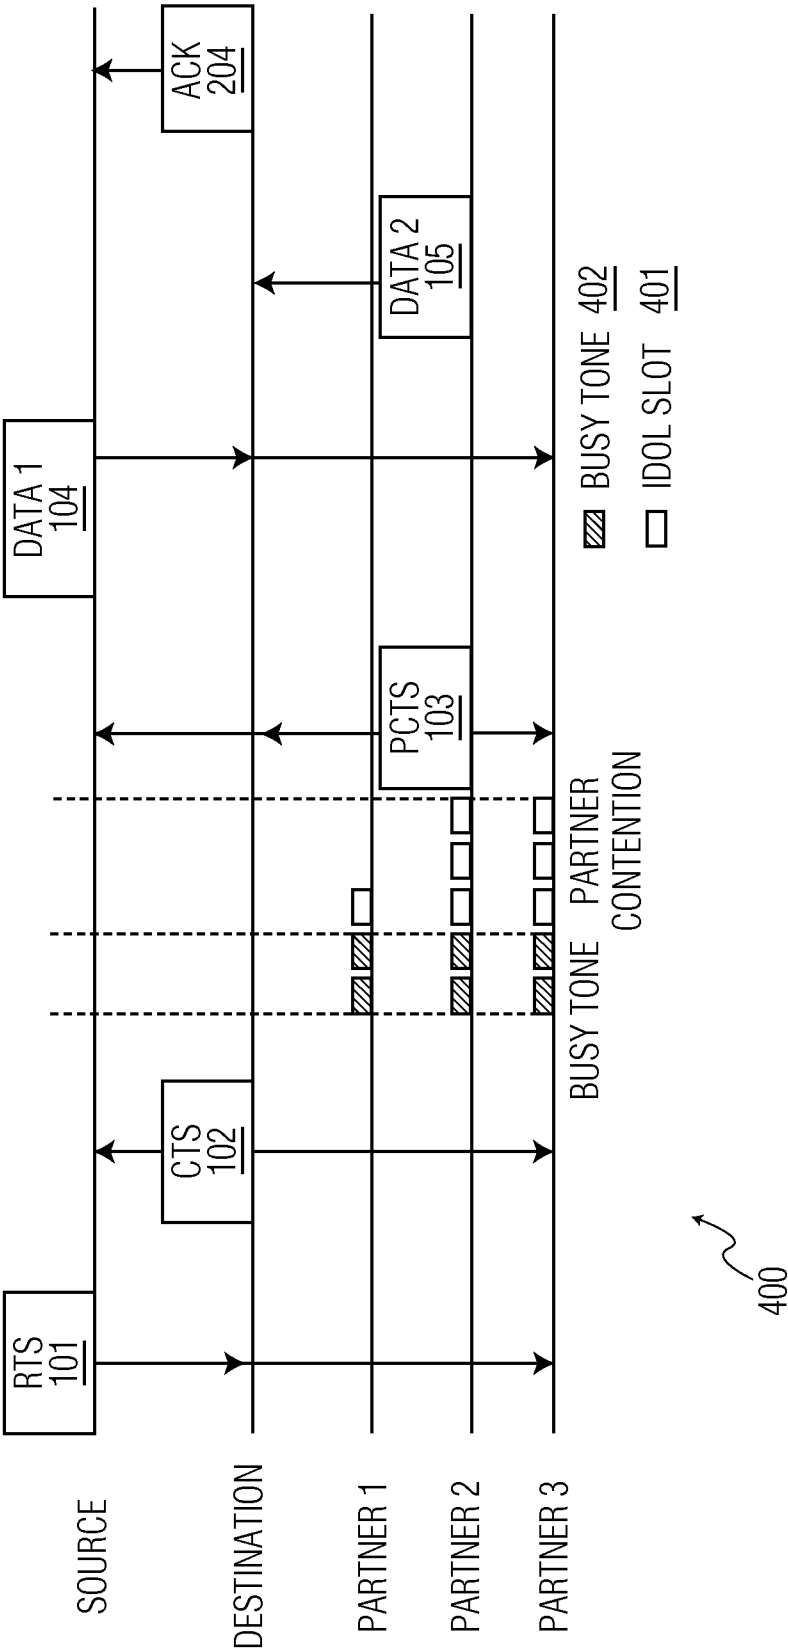 RTS
101
CTS
102
PCTS
103
DATA 1
104
DATA 2
105
ACK
204
SOURCE
DESTINATION
PARTNER 1
PARTNER 2
PARTNER 3
BUSY TONE
PARTNER
CONTENTION
BUSY TONE 402
IDOL SLOT 401
400